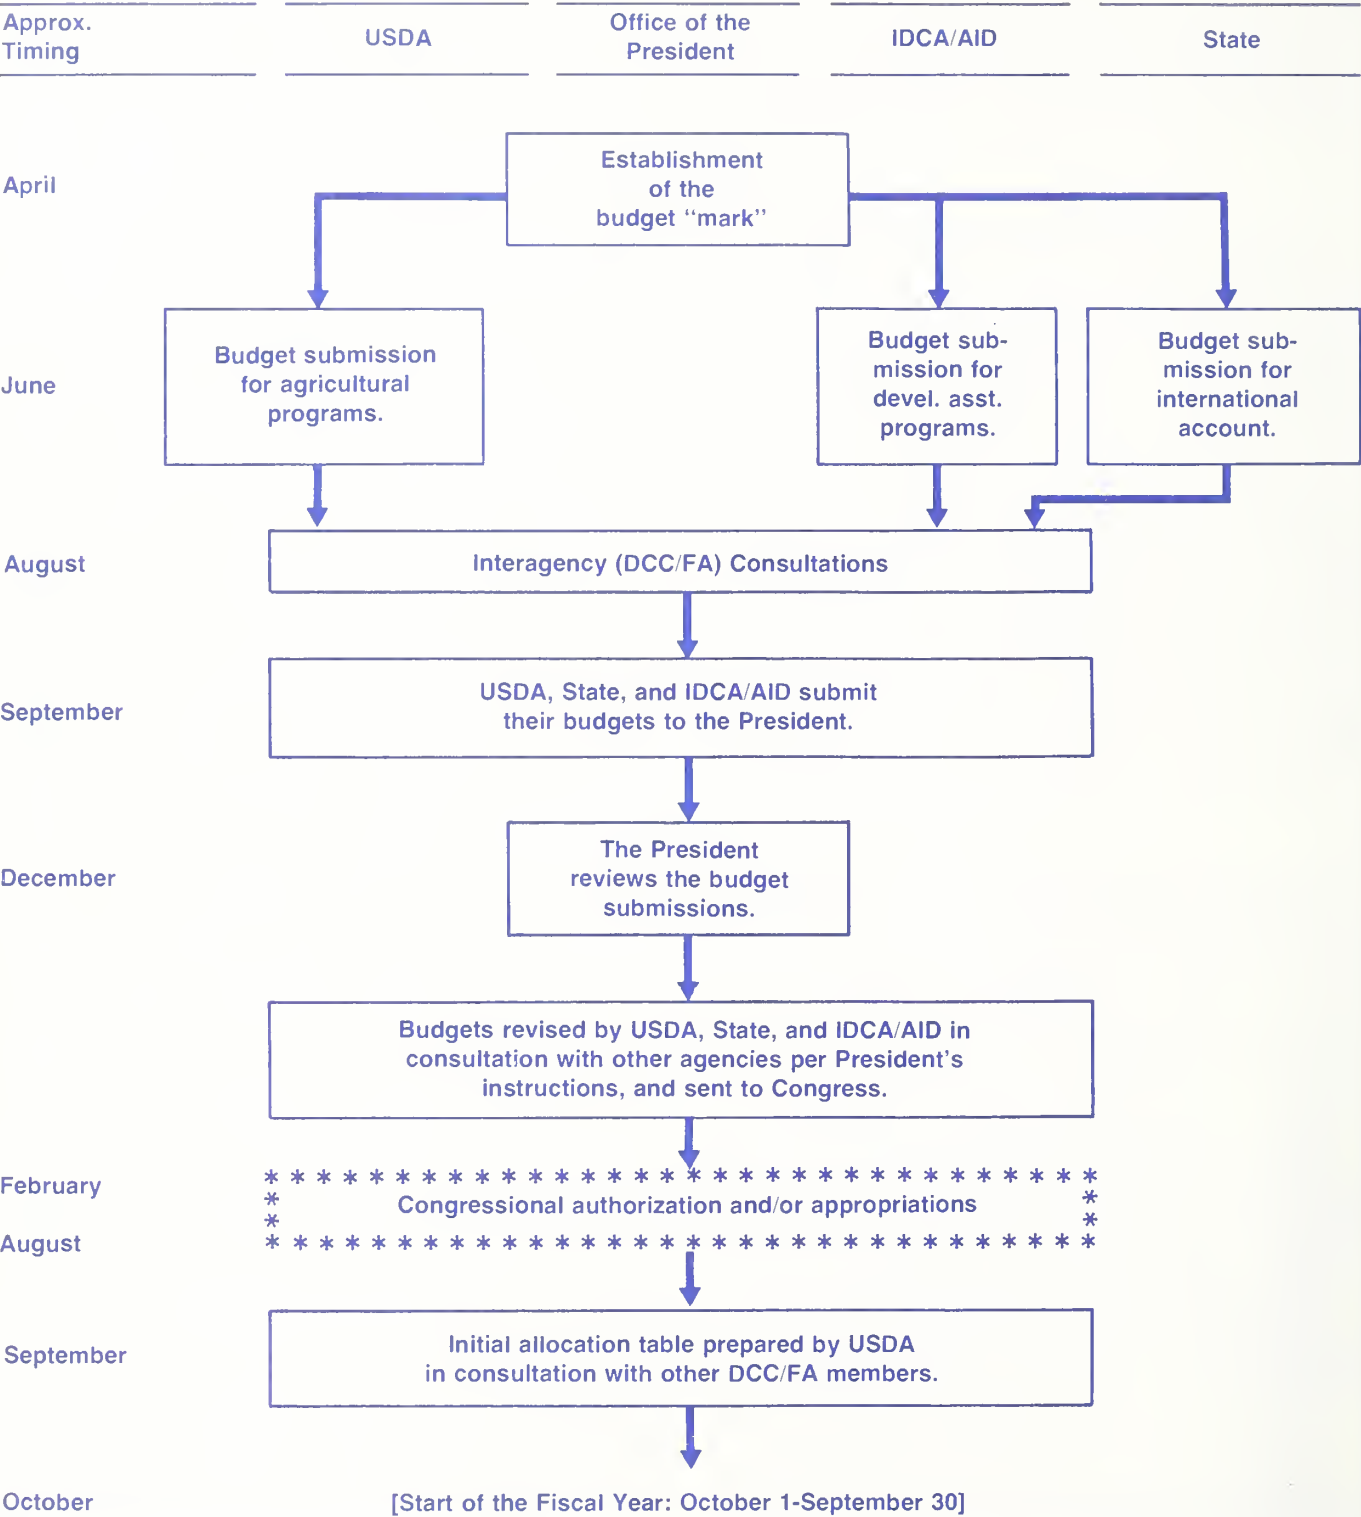 Approx.
Timing
USDA
Office of the
President
IDCA/AID
State
April
Establishment
of the
budget “mark”
June
Budget submission
for agricultural
programs.
Budget sub-
mission for
devel. asst.
programs.
Budget sub-
mission for
international
account.
August
Interagency (DCC/FA) Consultations
September
USDA, State, and IDCA/AID submit
their budgets to the President.
December
The President
reviews the budget
submissions.
Budgets revised by USDA, State, and IDCA/AID in
consultation with other agencies per President’s
instructions, and sent to Congress.
February
Congressional authorization and/or appropriations
August
September
Initial allocation table prepared by USDA
in consultation with other DCC/FA members.
October
[Start of the Fiscal Year: October 1-September 30]